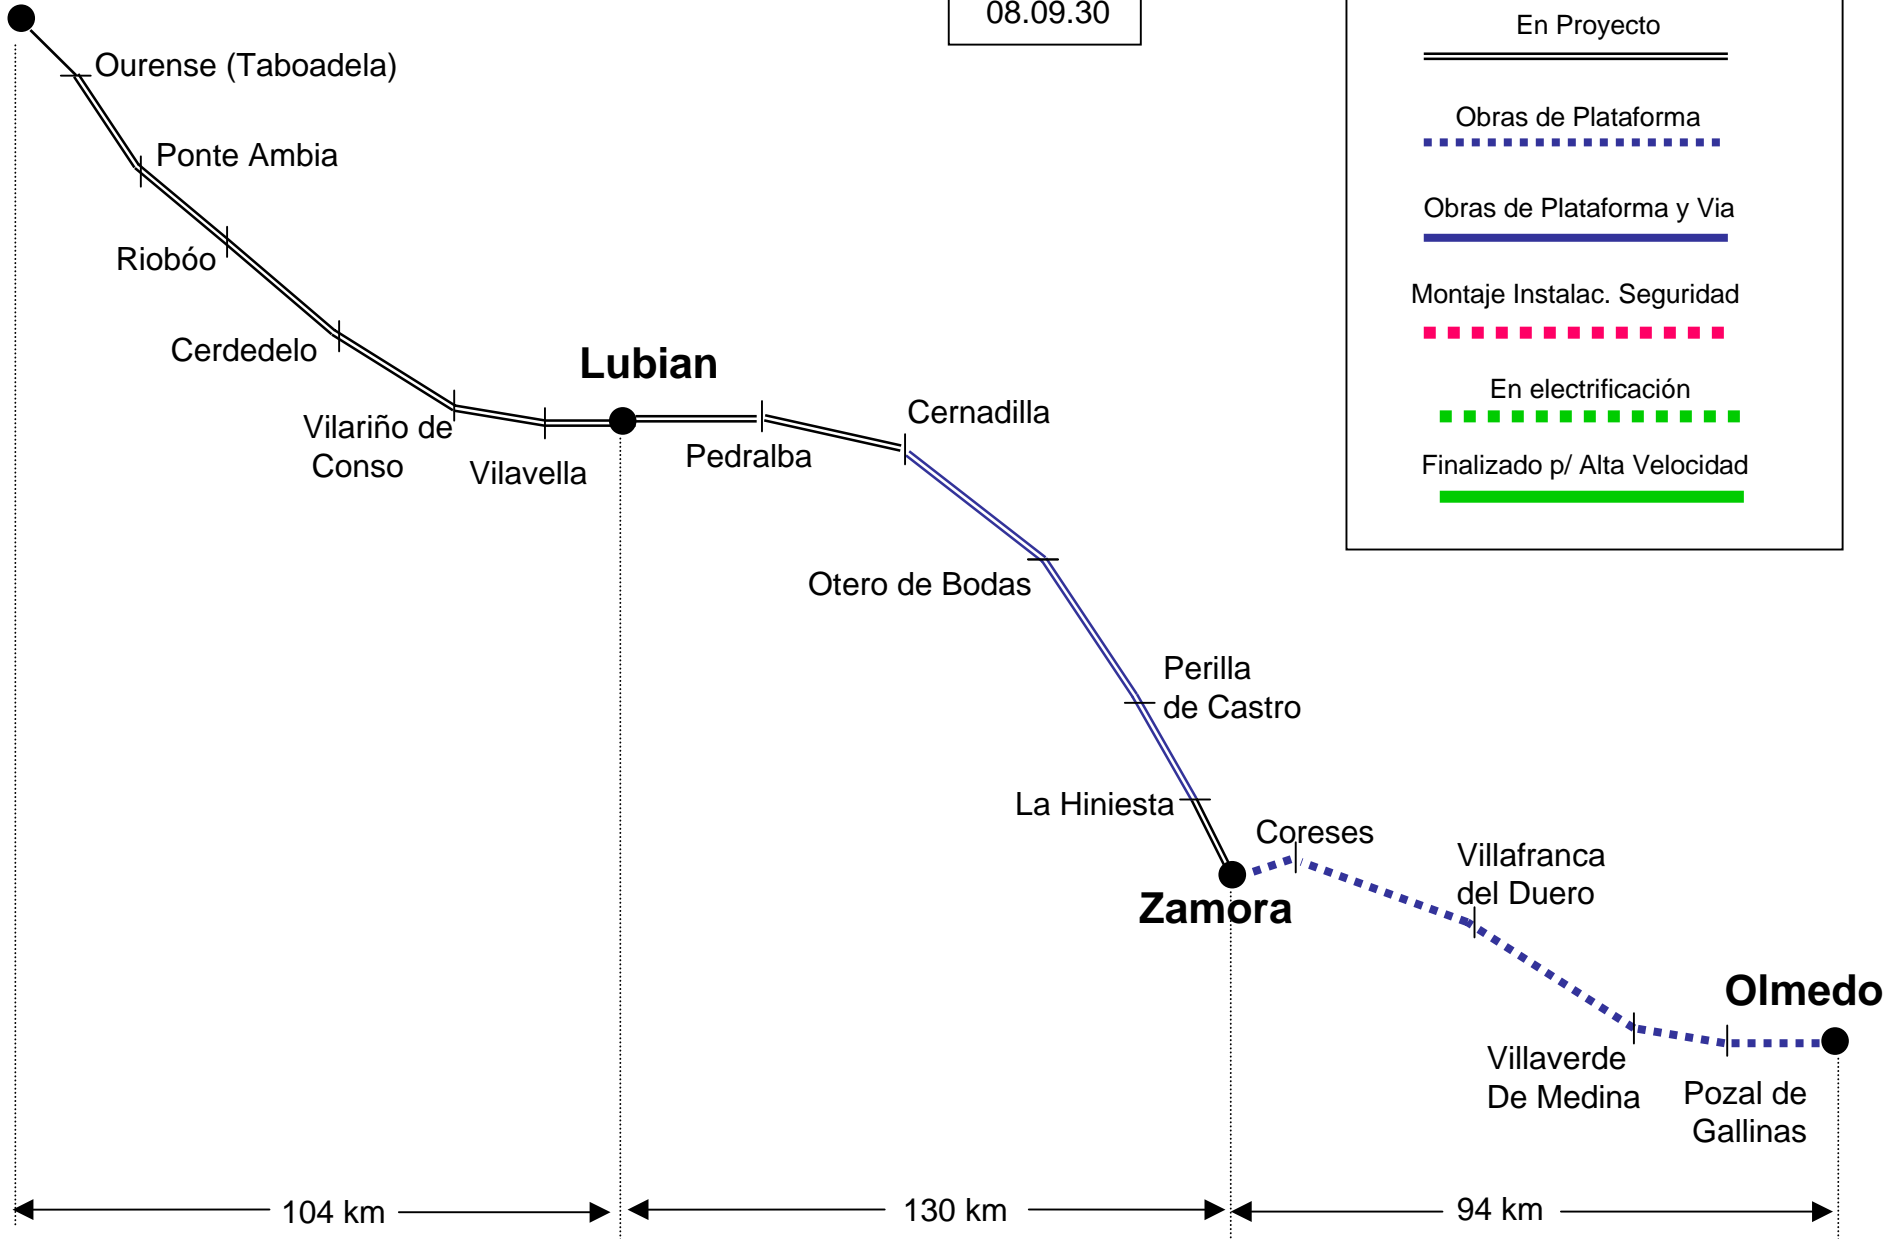 08.09.30
En Proyecto
Obras de Plataforma
Obras de Plataforma y Via
Montaje Instalac. Seguridad
En electrificación
Finalizado p/ Alta Velocidad
Ourense (Taboadela)
Ponte Ambia
Riobóo
Cerdedelo
Vilariño de
Conso
Vilavella
Lubian
Pedralba
Cernadilla
Otero de Bodas
Perilla
de Castro
La Hiniesta
Zamora
Coreses
Villafranca
del Duero
Villaverde
De Medina
Pozal de
Gallinas
Olmedo
104 km
130 km
94 km